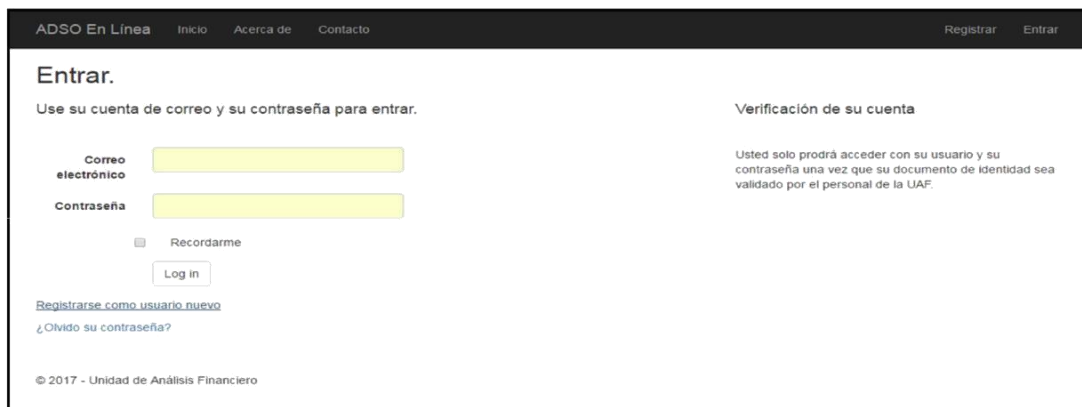 ADSO En Línea Inicio Acerca de Contacto Registrar Entrar
Entrar.
Use su cuenta de correo y su contraseña para entrar.
Correo
electrónico
Contraseña
Recordarme
Log in
Registrarse como usuario nuevo
¿Olvido su contraseña?
Verificación de su cuenta
Usted solo prodrá acceder con su usuario y su
contraseña una vez que su documento de identidad sea
validado por el personal de la UAF.
© 2017 - Unidad de Análisis Financiero